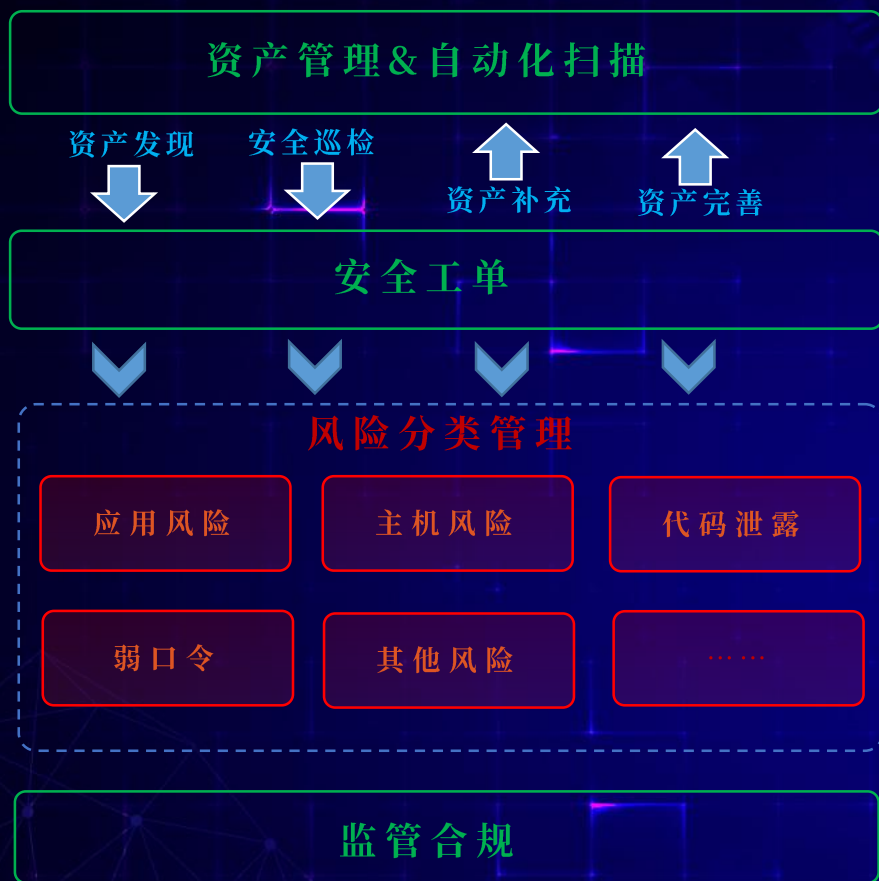 资产管理&自动化扫描
资产发现
安全巡检
资产补充
资产完善
安全工单
风险分类管理
应用风险
主机风险
代码泄露
弱口令
其他风险
……
监管合规